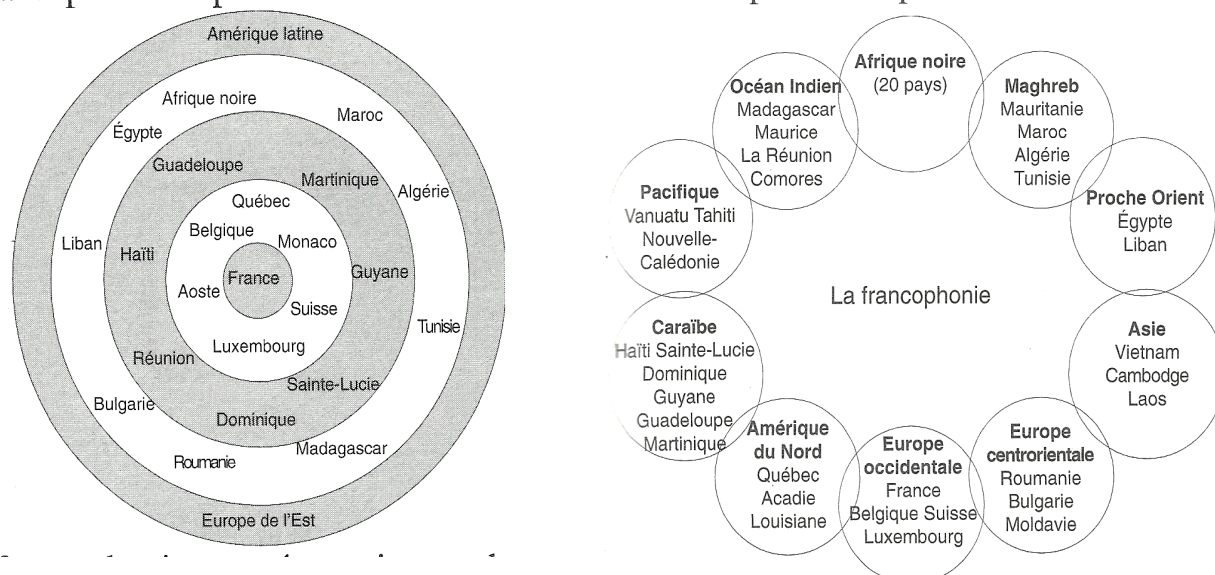 Amérique latine
Afrique noire
Maroc
Égypte
Guadeloupe
Martinique
Algérie
Québec
Belgique
Monaco
Liban
Haïti
France
Guyane
Aoste
Suisse
Tunisie
Luxembourg
Réunion
Sainte-Lucie
Bulgarie
Dominique
Madagascar
Roumanie
Europe de l'Est
Afrique noire
(20 pays)
Océan Indien
Madagascar
Maurice
La Réunion
Comores
Maghreb
Mauritanie
Maroc
Algérie
Tunisie
Pacifique
Vanuatu Tahiti
Nouvelle-
Calédonie
Proche Orient
Égypte
Liban
La francophonie
Caraïbe
Haïti Sainte-Lucie
Dominique
Guyane
Guadeloupe
Martinique
Asie
Vietnam
Cambodge
Laos
Amérique
du Nord
Québec
Acadie
Louisiane
Europe
occidentale
France
Belgique Suisse
Luxembourg
Europe
centrorientale
Roumanie
Bulgarie
Moldavie